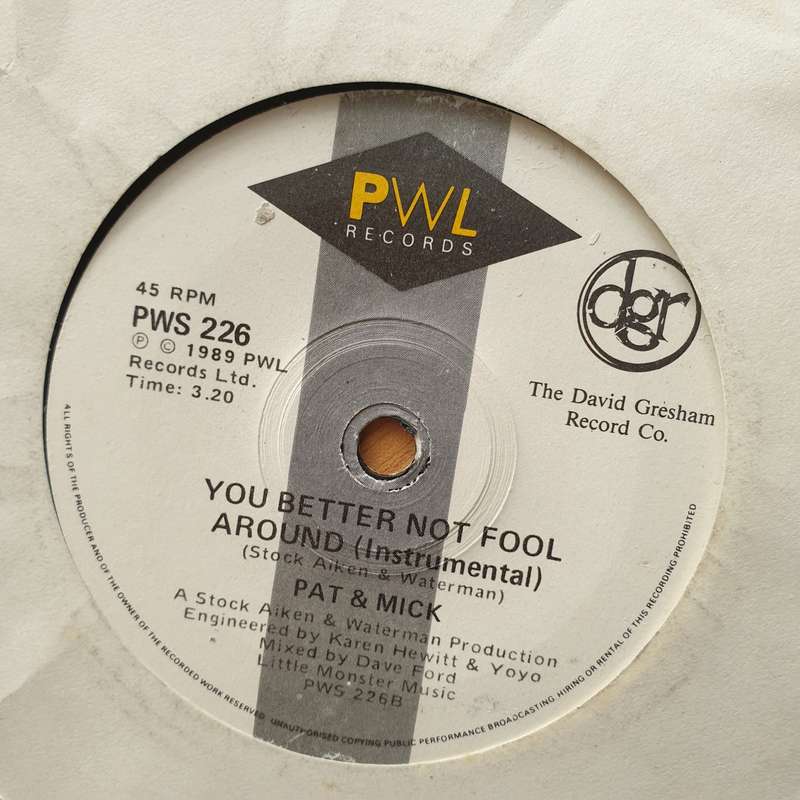 PWL
RECORDS
dgr
45 RPM
PWS 226
Ⓟ © 1989 PWL
Records Ltd.
Time: 3.20
The David Gresham
Record Co.
YOU BETTER NOT FOOL
AROUND (Instrumental)
(Stock Aiken & Waterman)
PAT & MICK
A Stock Aiken & Waterman Production
Engineered by Karen Hewitt & Yoyo
Mixed by Dave Ford
Little Monster Music
PWS 226B
ALL RIGHTS OF THE PRODUCER AND OF THE OWNER OF THE RECORDED WORK RESERVED UNAUTHORISED COPYING PUBLIC PERFORMANCE BROADCASTING HIRING OR RENTAL OF THIS RECORDING PROHIBITED